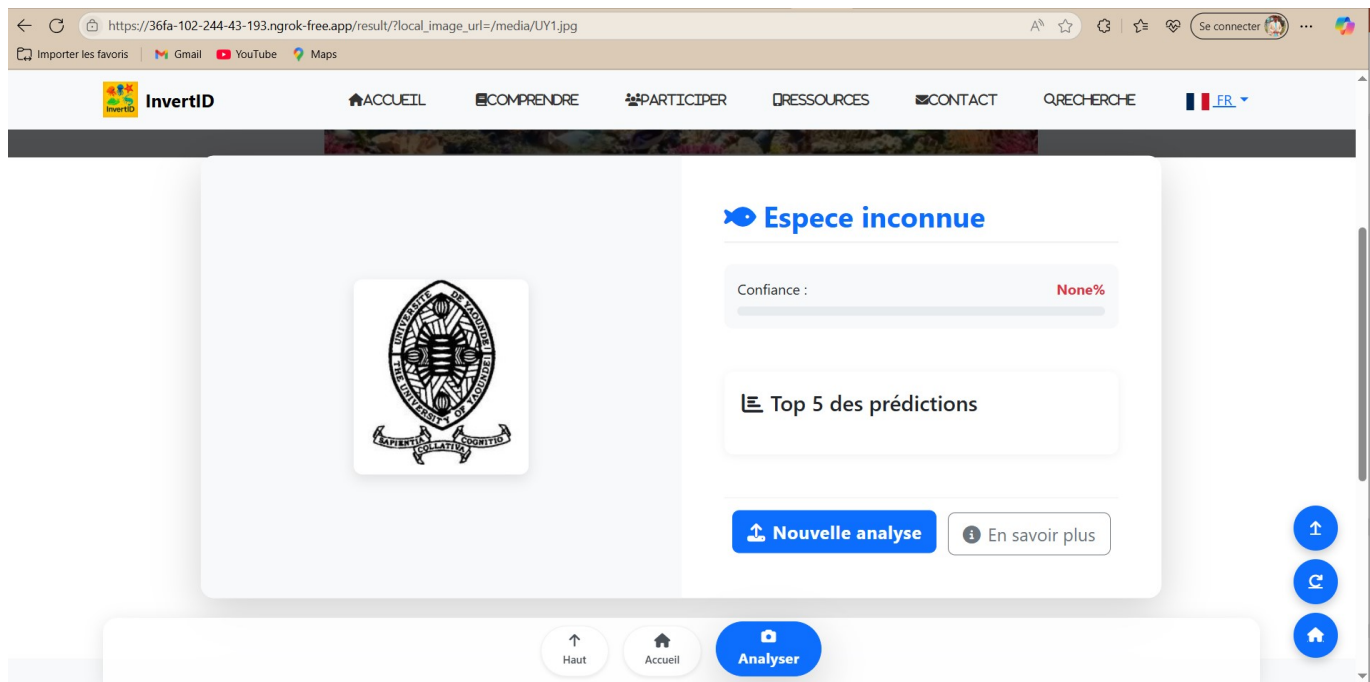 https://36fa-102-244-43-193.ngrok-free.app/result/?local_image_url=/media/UY1.jpg
Se connecter
Importer les favoris
Gmail
YouTube
Maps
InvertID
InvertID
ACCUEIL
COMPRENDRE
PARTICIPER
RESSOURCES
CONTACT
RECHERCHE
FR
UNIVERSITE DE YAOUNDE I
THE UNIVERSITY OF YAOUNDE I
SAPIENTIA
COLLATIVA
COGNITIO
Espece inconnue
Confiance :
None%
Top 5 des prédictions
Nouvelle analyse
En savoir plus
Haut
Accueil
Analyser